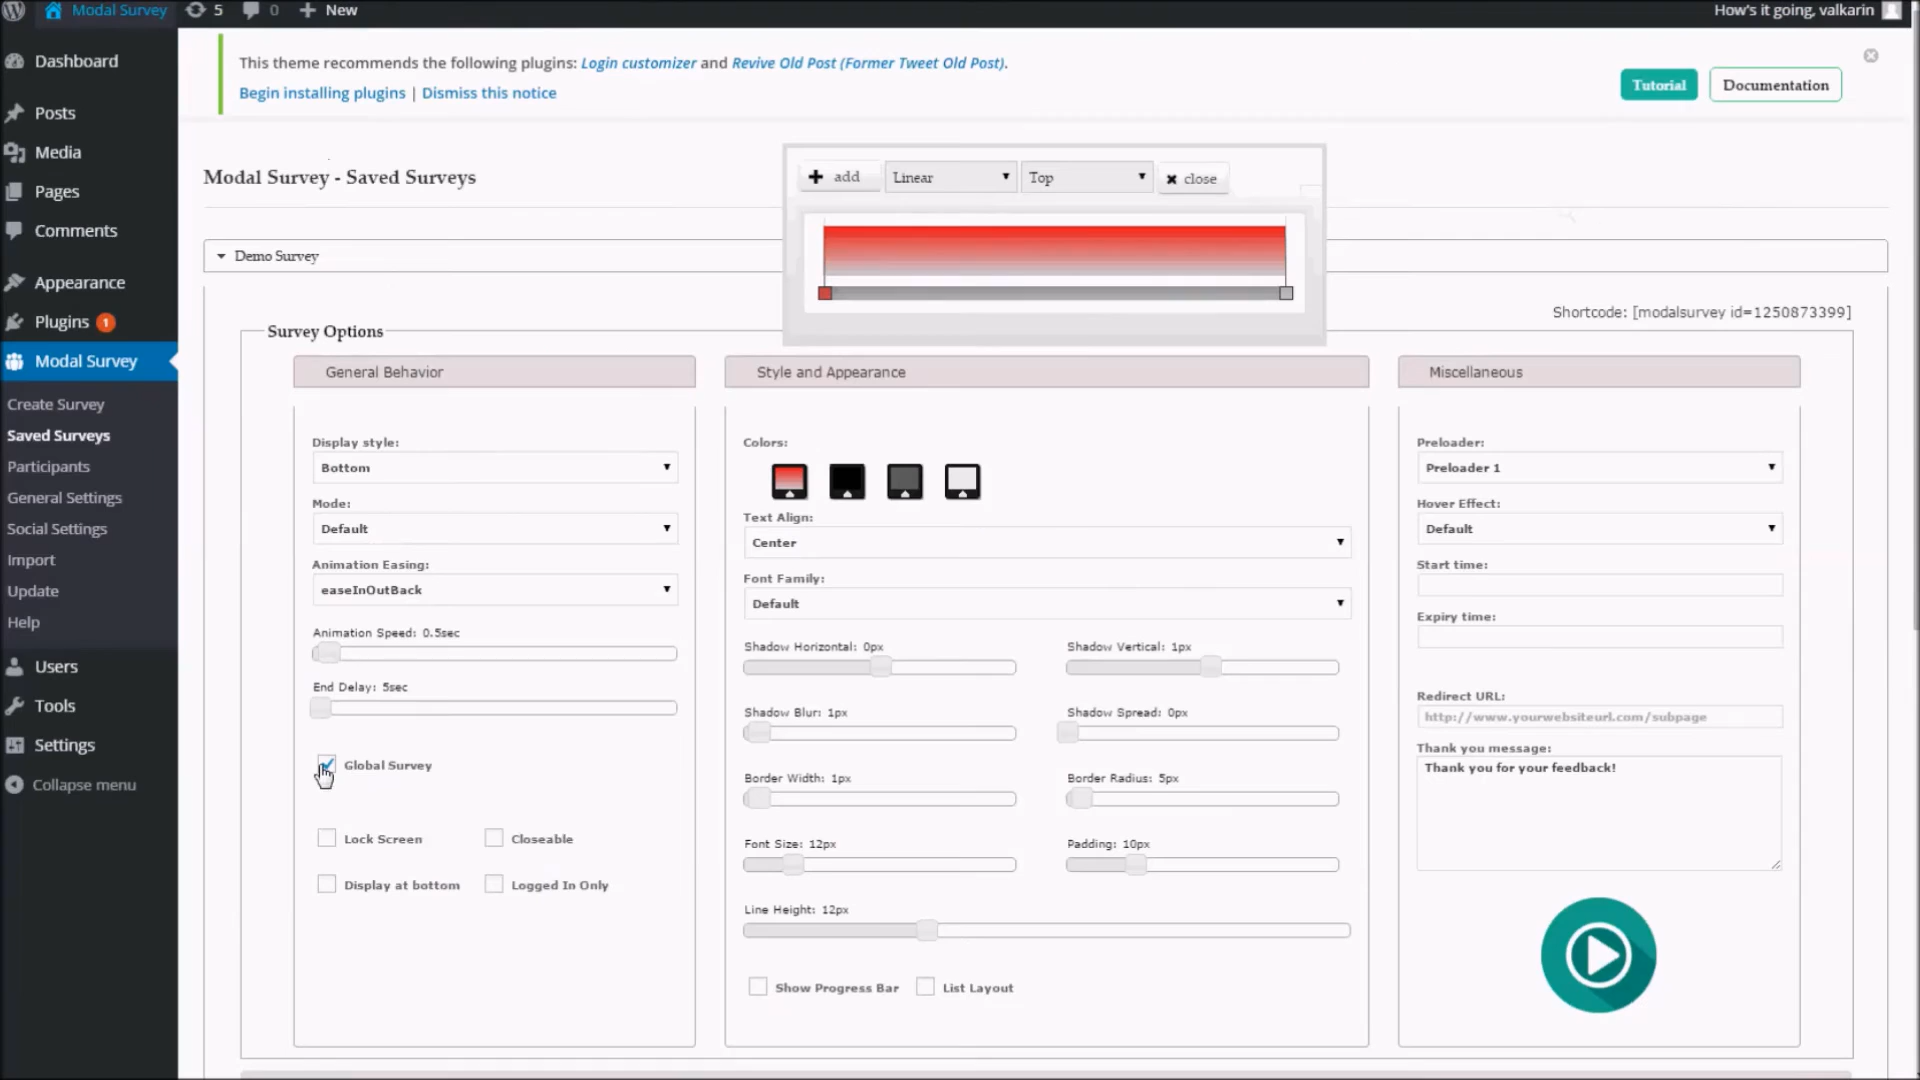 Modal Survey 5 0 New
How's it going, valkarin
Dashboard
Posts
Media
Pages
Comments
Appearance
Plugins 1
Modal Survey
Create Survey
Saved Surveys
Participants
General Settings
Social Settings
Import
Update
Help
Users
Tools
Settings
Collapse menu
This theme recommends the following plugins: Login customizer and Revive Old Post (Former Tweet Old Post).
Begin installing plugins | Dismiss this notice
Tutorial
Documentation
Modal Survey - Saved Surveys
add
Linear
Top
close
Demo Survey
Shortcode: [modalsurvey id=1250873399]
Survey Options
General Behavior
Display style:
Bottom
Mode:
Default
Animation Easing:
easeInOutBack
Animation Speed: 0.5sec
End Delay: 5sec
Global Survey
Lock Screen
Closeable
Display at bottom
Logged In Only
Style and Appearance
Colors:
Text Align:
Center
Font Family:
Default
Shadow Horizontal: 0px
Shadow Vertical: 1px
Shadow Blur: 1px
Shadow Spread: 0px
Border Width: 1px
Border Radius: 5px
Font Size: 12px
Padding: 10px
Line Height: 12px
Show Progress Bar
List Layout
Miscellaneous
Preloader:
Preloader 1
Hover Effect:
Default
Start time:
Expiry time:
Redirect URL:
http://www.yourwebsiteurl.com/subpage
Thank you message:
Thank you for your feedback!